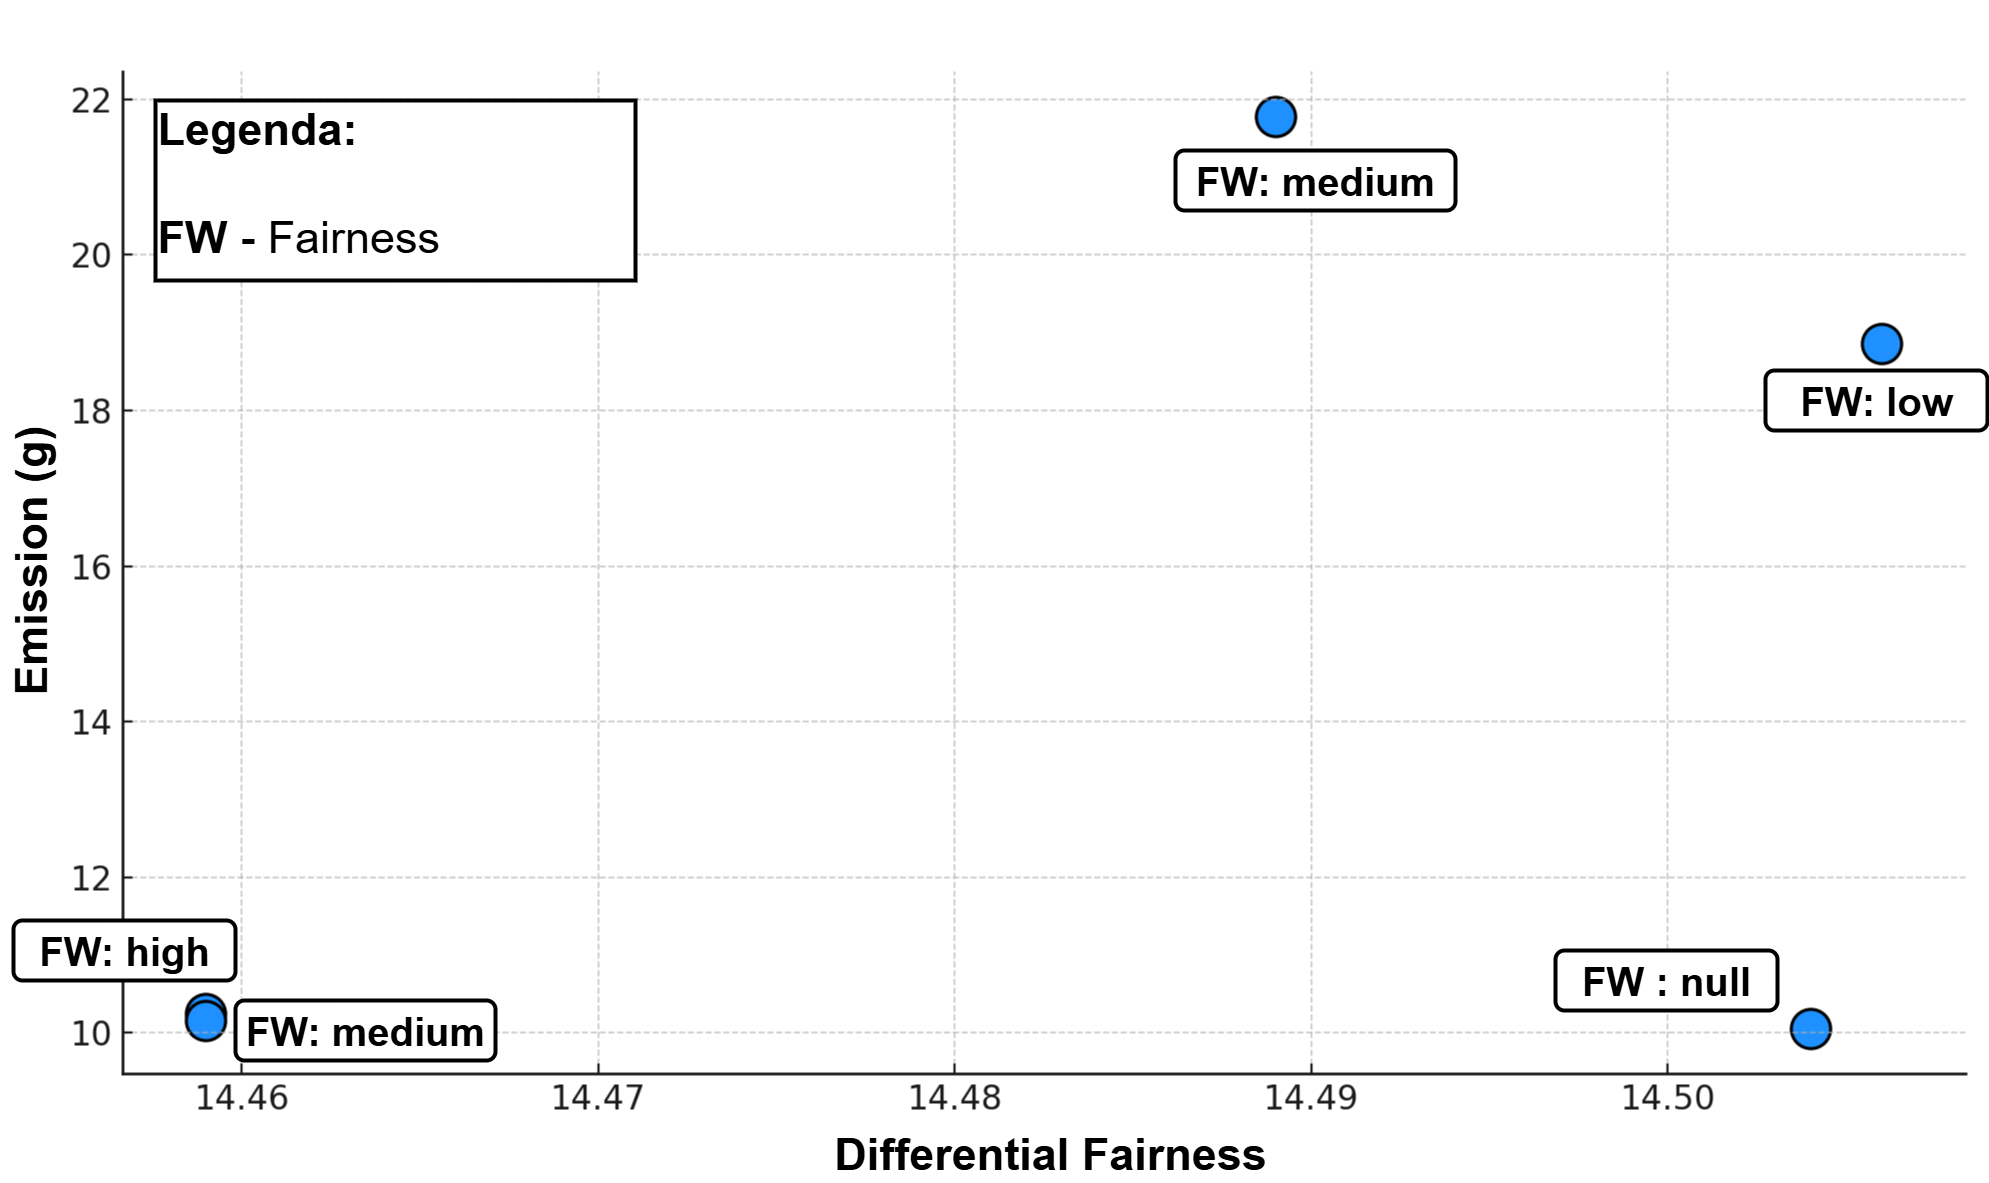 22
Legenda:
FW - Fairness
FW: medium
20
FW: low
18
Emission (g)
16
14
12
FW: high
FW : null
FW: medium
10
14.46 14.47 14.48 14.49 14.50
Differential Fairness